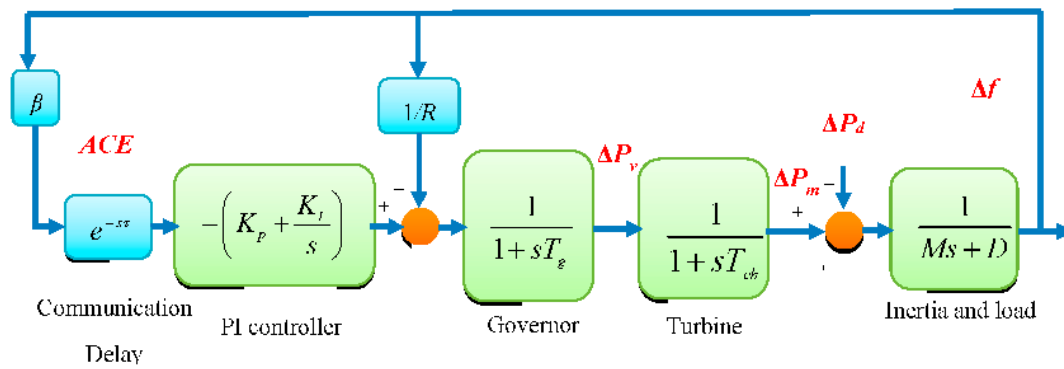 β
1/R
ACE
ΔP_d
Δf
e^{-sτ}
-(K_P + K_I/s)
+
−
1/(1+sT_g)
ΔP_v
1/(1+sT_ch)
ΔP_m
+
−
1/(Ms+D)
Communication
Delay
PI controller
Governor
Turbine
Inertia and load